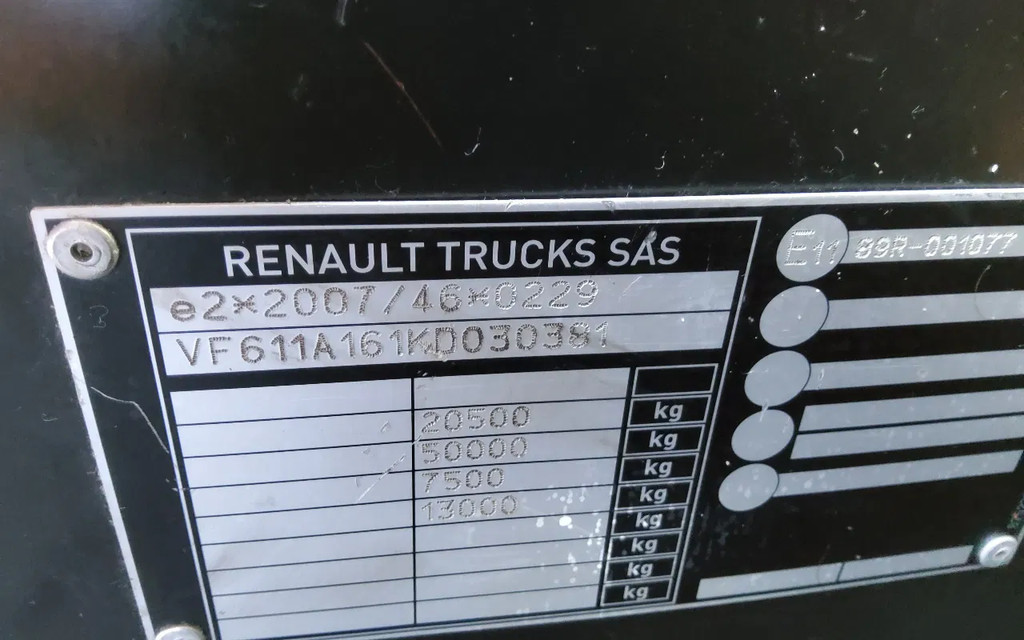 RENAULT TRUCKS SAS
e2*2007/46*0229
VF611A161KD030381
20500 kg
50000 kg
7500 kg
13000 kg
kg
kg
kg
kg
E11 89R-001077